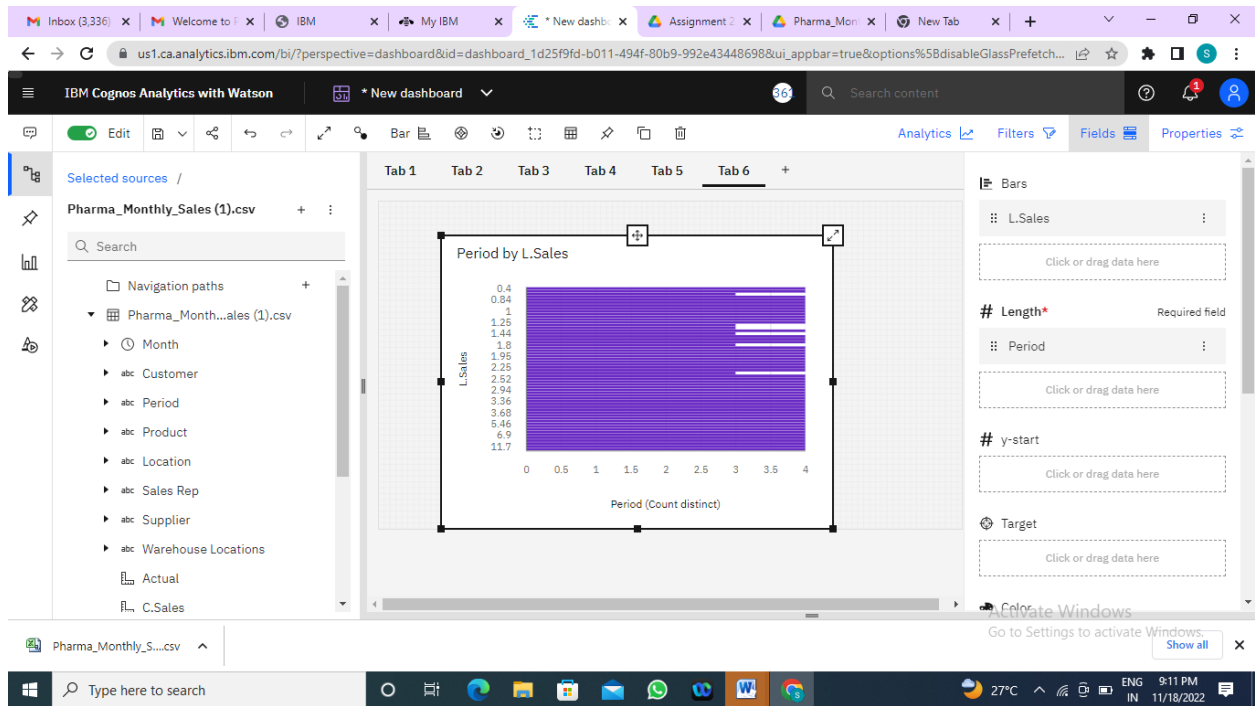 Inbox (3,336) Welcome to F IBM My IBM * New dashbo Assignment 2 Pharma_Mont New Tab
us1.ca.analytics.ibm.com/bi/?perspective=dashboard&id=dashboard_1d25f9fd-b011-494f-80b9-992e43448698&ui_appbar=true&options%5BdisableGlassPrefetch...
S
IBM Cognos Analytics with Watson * New dashboard 361 Search content 1
Edit Bar Analytics Filters Fields Properties
Selected sources /
Pharma_Monthly_Sales (1).csv
Search
Navigation paths
Pharma_Month...ales (1).csv
Month
Customer
Period
Product
Location
Sales Rep
Supplier
Warehouse Locations
Actual
C.Sales
Tab 1 Tab 2 Tab 3 Tab 4 Tab 5 Tab 6 +
Period by L.Sales
L.Sales
0.4
0.84
1
1.25
1.44
1.8
1.95
2.25
2.52
2.94
3.36
3.68
5.46
6.9
11.7
0 0.5 1 1.5 2 2.5 3 3.5 4
Period (Count distinct)
Bars
L.Sales
Click or drag data here
# Length* Required field
Period
Click or drag data here
# y-start
Click or drag data here
Target
Click or drag data here
Color
Activate Windows
Go to Settings to activate Windows.
Pharma_Monthly_S....csv
Show all
Type here to search
27°C ENG 9:11 PM
IN 11/18/2022